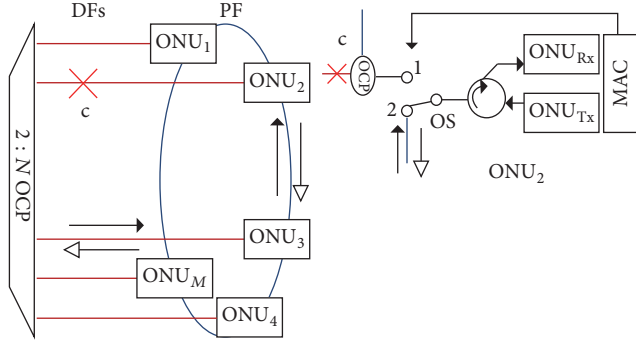 DFs PF
ONU1
ONU2
c
2 : N OCP
ONU3
ONUM
ONU4
c
OCP
1
2
OS
ONURx
ONUTx
MAC
ONU2